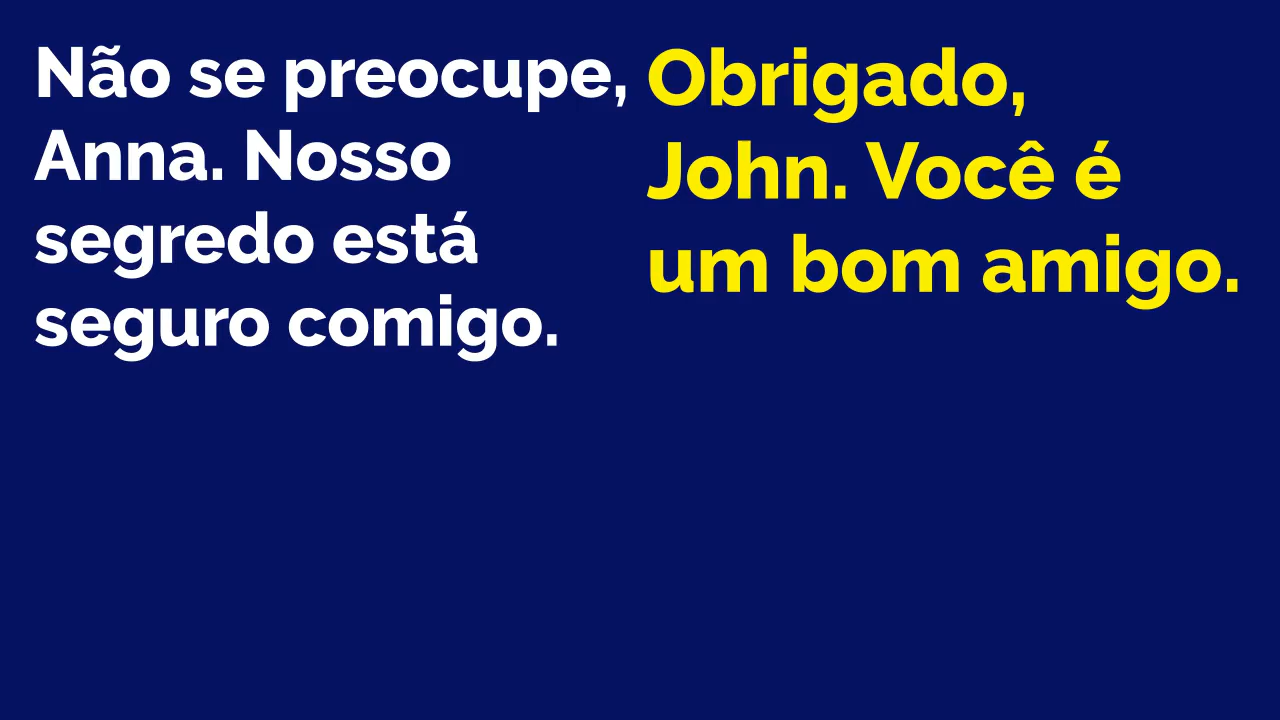 Não se preocupe,
Anna. Nosso
segredo está
seguro comigo.
Obrigado,
John. Você é
um bom amigo.